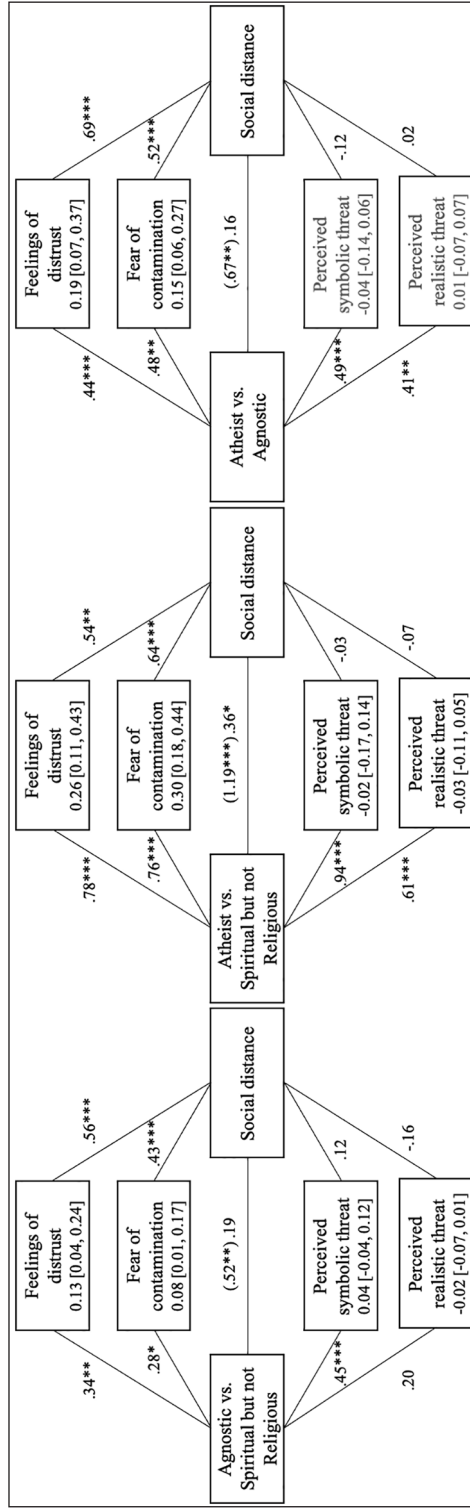 Feelings of
distrust
0.13 [0.04, 0.24]
.34**
.56***
Fear of
contamination
0.08 [0.01, 0.17]
.28*
.43***
Agnostic vs.
Spiritual but not
Religious
(.52**) .19
Social distance
.45***
.12
Perceived
symbolic threat
0.04 [-0.04, 0.12]
.20
-.16
Perceived
realistic threat
-0.02 [-0.07, 0.01]
Feelings of
distrust
0.26 [0.11, 0.43]
.78***
.54**
Fear of
contamination
0.30 [0.18, 0.44]
.76***
.64***
Atheist vs.
Spiritual but not
Religious
(1.19***) .36*
Social distance
.94***
-.03
Perceived
symbolic threat
-0.02 [-0.17, 0.14]
.61***
-.07
Perceived
realistic threat
-0.03 [-0.11, 0.05]
Feelings of
distrust
0.19 [0.07, 0.37]
.44***
.69***
Fear of
contamination
0.15 [0.06, 0.27]
.48**
.52***
Atheist vs.
Agnostic
(.67**) .16
Social distance
.49***
-.12
Perceived
symbolic threat
-0.04 [-0.14, 0.06]
.41**
.02
Perceived
realistic threat
0.01 [-0.07, 0.07]